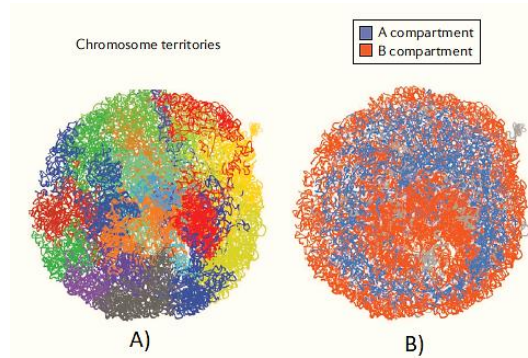 Chromosome territories
A compartment
B compartment
A)
B)